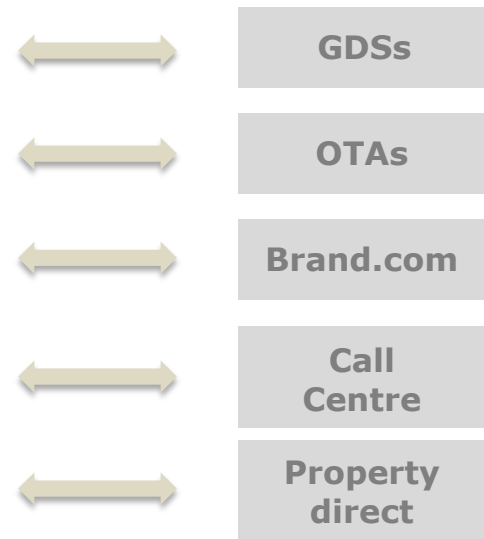 GDSs
OTAs
Brand.com
Call
Centre
Property
direct